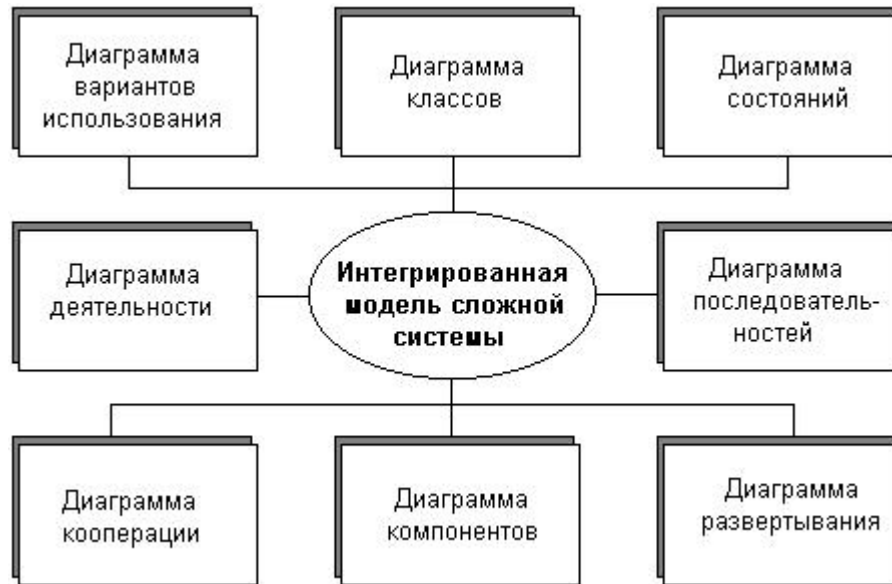 Диаграмма
вариантов
использования
Диаграмма
классов
Диаграмма
состояний
Диаграмма
деятельности
Интегрированная
модель сложной
системы
Диаграмма
последователь-
ностей
Диаграмма
кооперации
Диаграмма
компонентов
Диаграмма
развертывания